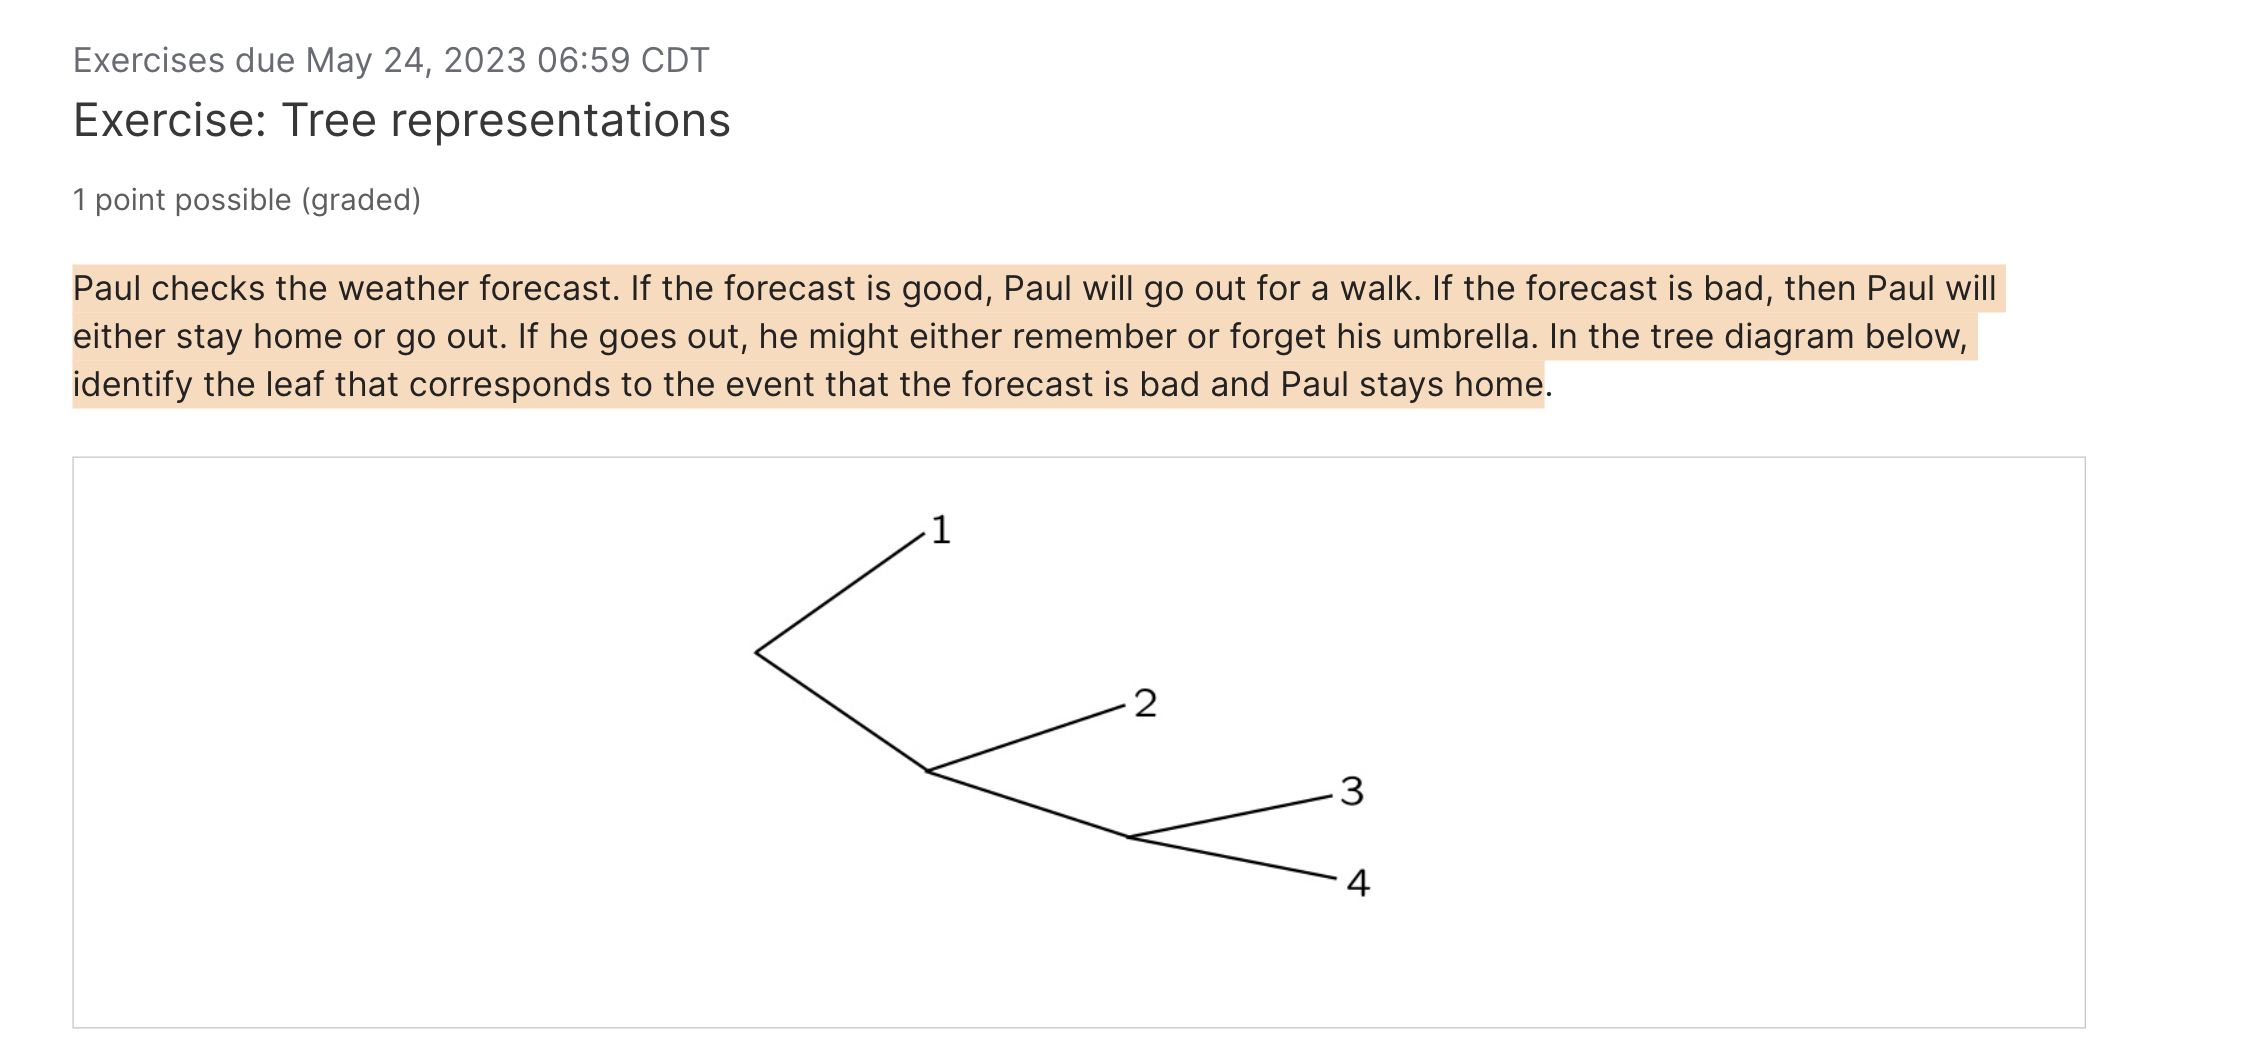 Exercises due May 24, 2023 06:59 CDT
Exercise: Tree representations
1 point possible (graded)
Paul checks the weather forecast. If the forecast is good, Paul will go out for a walk. If the forecast is bad, then Paul will
either stay home or go out. If he goes out, he might either remember or forget his umbrella. In the tree diagram below,
identify the leaf that corresponds to the event that the forecast is bad and Paul stays home.
1
2
3
4